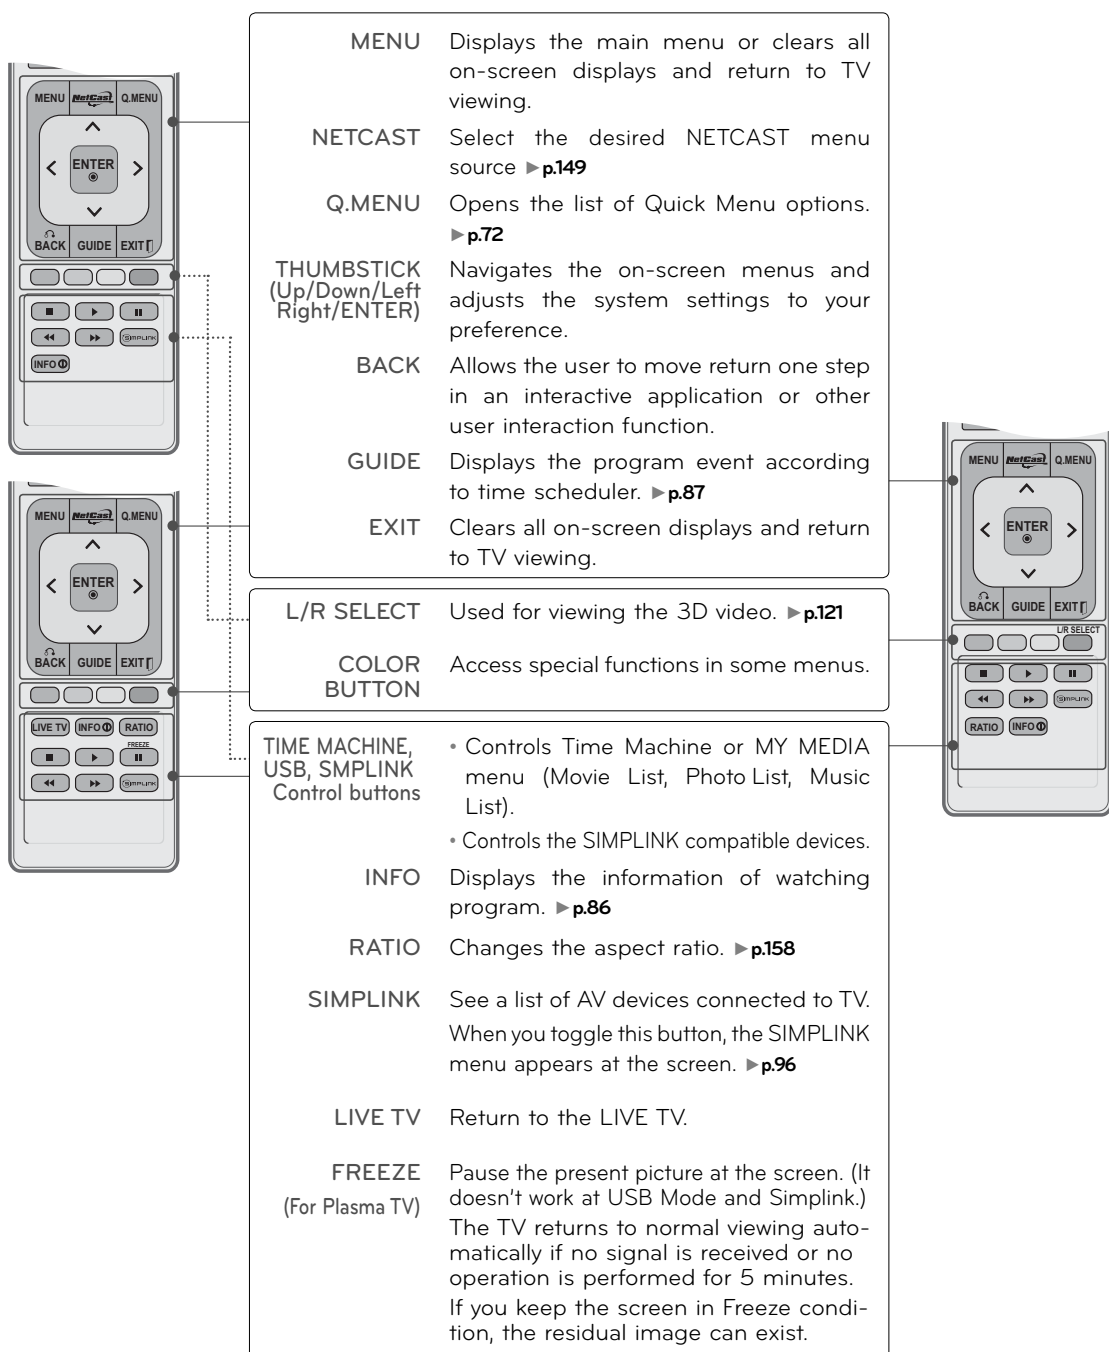 MENU Displays the main menu or clears all
on-screen displays and return to TV
viewing.
NETCAST Select the desired NETCAST menu
source ►p.149
Q.MENU Opens the list of Quick Menu options.
►p.72
THUMBSTICK Navigates the on-screen menus and
(Up/Down/Left adjusts the system settings to your
Right/ENTER) preference.
BACK Allows the user to move return one step
in an interactive application or other
user interaction function.
GUIDE Displays the program event according
to time scheduler. ►p.87
EXIT Clears all on-screen displays and return
to TV viewing.
L/R SELECT Used for viewing the 3D video. ►p.121
COLOR Access special functions in some menus.
BUTTON
TIME MACHINE, • Controls Time Machine or MY MEDIA
USB, SMPLINK menu (Movie List, Photo List, Music
Control buttons List).
• Controls the SIMPLINK compatible devices.
INFO Displays the information of watching
program. ►p.86
RATIO Changes the aspect ratio. ►p.158
SIMPLINK See a list of AV devices connected to TV.
When you toggle this button, the SIMPLINK
menu appears at the screen. ►p.96
LIVE TV Return to the LIVE TV.
FREEZE Pause the present picture at the screen. (It
(For Plasma TV) doesn't work at USB Mode and Simplink.)
The TV returns to normal viewing auto-
matically if no signal is received or no
operation is performed for 5 minutes.
If you keep the screen in Freeze condi-
tion, the residual image can exist.
MENU NetCast Q.MENU
ENTER
BACK GUIDE EXIT
SIMPLINK
INFO
MENU NetCast Q.MENU
ENTER
BACK GUIDE EXIT
LIVE TV INFO RATIO
FREEZE
SIMPLINK
MENU NetCast Q.MENU
ENTER
BACK GUIDE EXIT
L/R SELECT
SIMPLINK
RATIO INFO